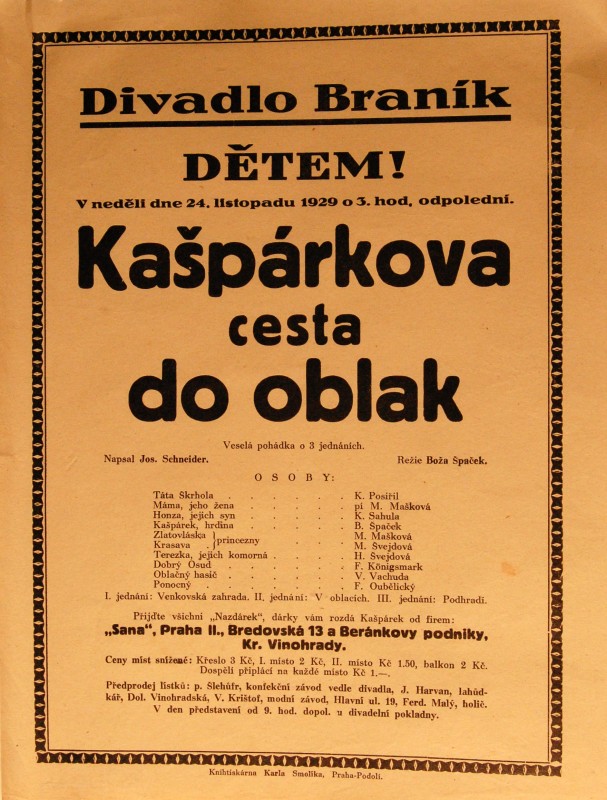 Divadlo Braník
DĚTEM!
V neděli dne 24. listopadu 1929 o 3. hod. odpolední.
Kašpárkova
cesta
do oblak
Veselá pohádka o 3 jednáních.
Napsal Jos. Schneider. Režie Boža Špaček.
OSOBY:
Táta Skrhola . . . . . . K. Posiřil
Máma, jeho žena . . . . . . pí M. Mašková
Honza, jejich syn . . . . . . K. Sahula
Kašpárek, hrdina . . . . . . B. Špaček
Zlatovláska } princezny . . . . . M. Mašková
Krasava . } princezny . . . . . M. Švejdová
Terezka, jejich komorná . . . . . H. Švejdová
Dobrý Osud . . . . . . F. Königsmark
Oblačný hasič . . . . . . V. Vachuda
Ponocný . . . . . . F. Oubělický
I. jednání: Venkovská zahrada. II. jednání: V oblacích. III. jednání: Podhradí.
Přijďte všichni „Nazdárek", dárky vám rozdá Kašpárek od firem:
„Sana", Praha II., Bredovská 13 a Beránkovy podniky,
Kr. Vinohrady.
Ceny míst snížené: Křeslo 3 Kč, I. místo 2 Kč, II. místo Kč 1.50, balkon 2 Kč.
Dospělí připlácí na každé místo Kč 1.—.
Předprodej lístků: p. Slehúřr, konfekční závod vedle divadla, J. Harvan, lahůd-
kář, Dol. Vinohradská, V. Krištof, modní závod, Hlavní ul. 19, Ferd. Malý, holič.
V den představení od 9. hod. dopol. u divadelní pokladny.
Knihtiskárna Karla Smolíka, Praha-Podolí.